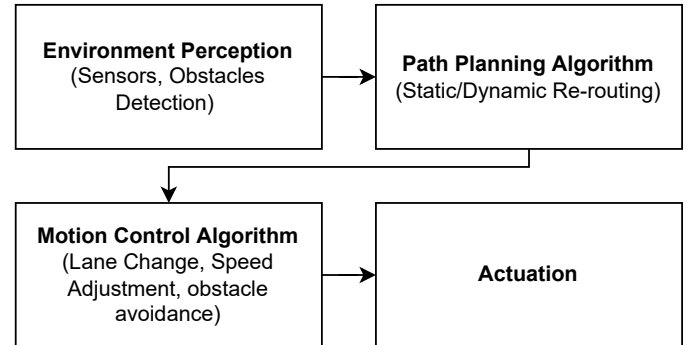 Environment Perception
(Sensors, Obstacles
Detection)
Path Planning Algorithm
(Static/Dynamic Re-routing)
Motion Control Algorithm
(Lane Change, Speed
Adjustment, obstacle
avoidance)
Actuation